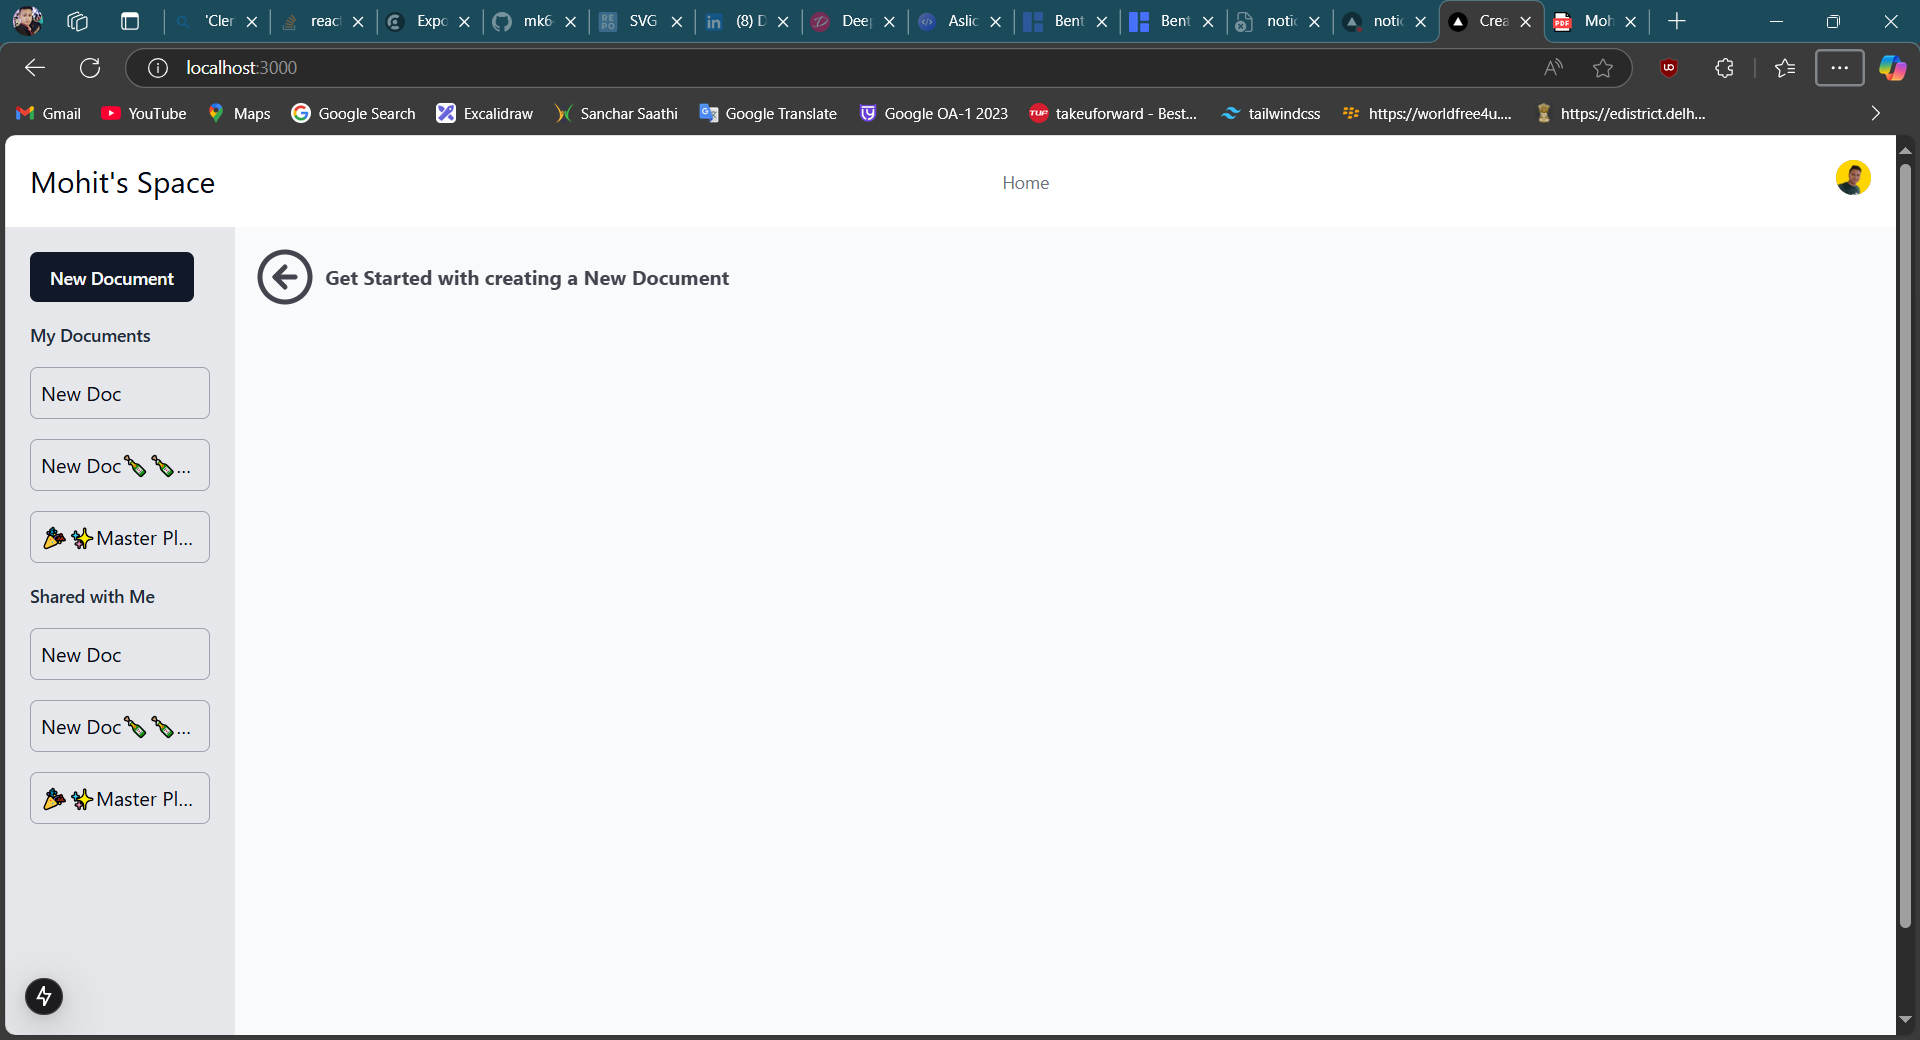 'Cler
reac
Expo
mk6
SVG
(8) D
Deep
Aslic
Bent
Bent
notic
notic
Crea
Moh
localhost:3000
Gmail
YouTube
Maps
Google Search
Excalidraw
Sanchar Saathi
Google Translate
Google OA-1 2023
takeuforward - Best...
tailwindcss
https://worldfree4u....
https://edistrict.delh...
Mohit's Space
Home
New Document
Get Started with creating a New Document
My Documents
New Doc
New Doc🍾🍾...
🎉✨Master Pl...
Shared with Me
New Doc
New Doc🍾🍾...
🎉✨Master Pl...